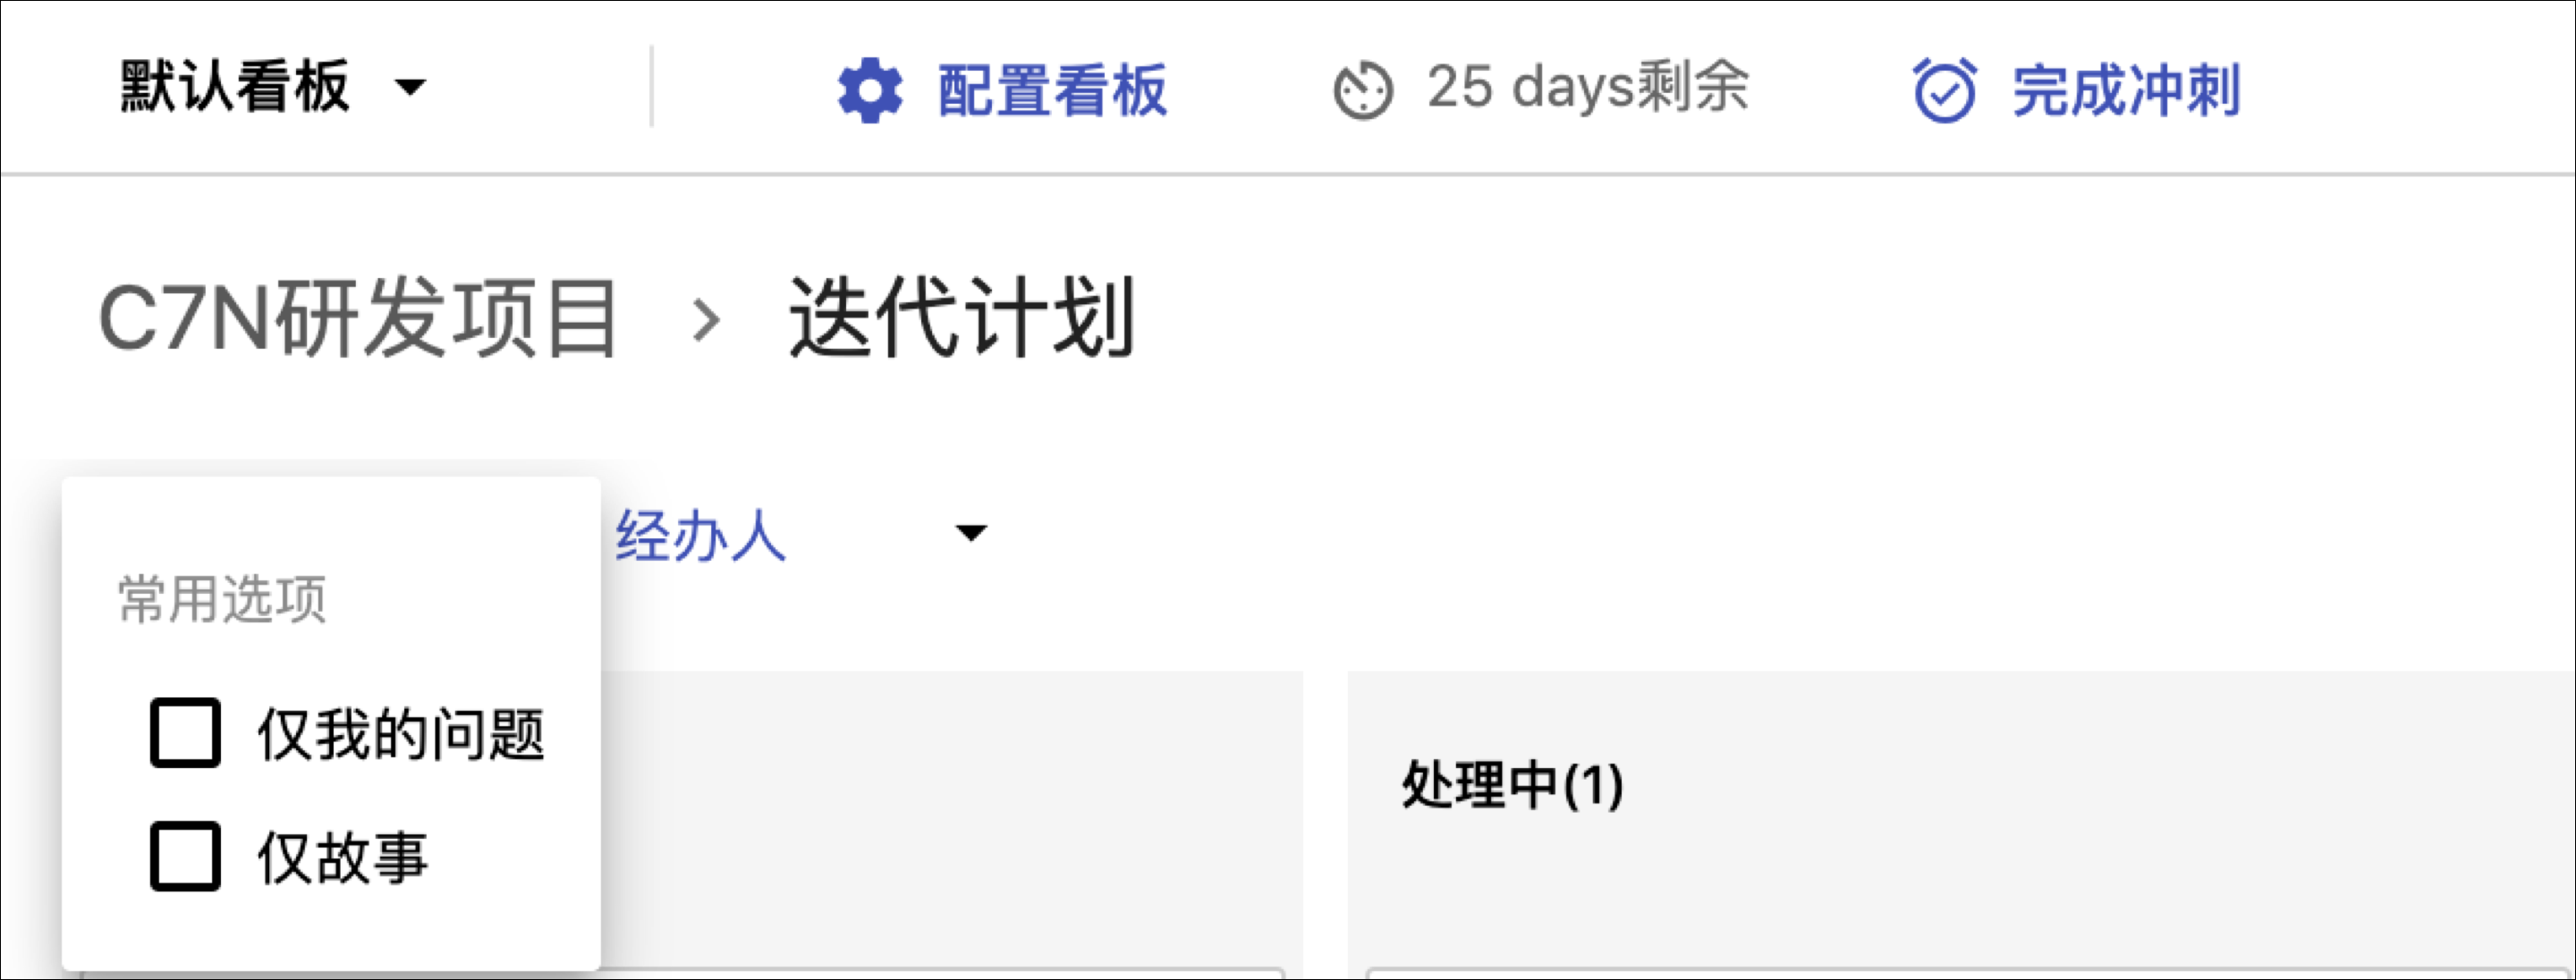 默认看板 配置看板 25 days剩余 完成冲刺
C7N研发项目 > 迭代计划
经办人
常用选项
仅我的问题
处理中(1)
仅故事